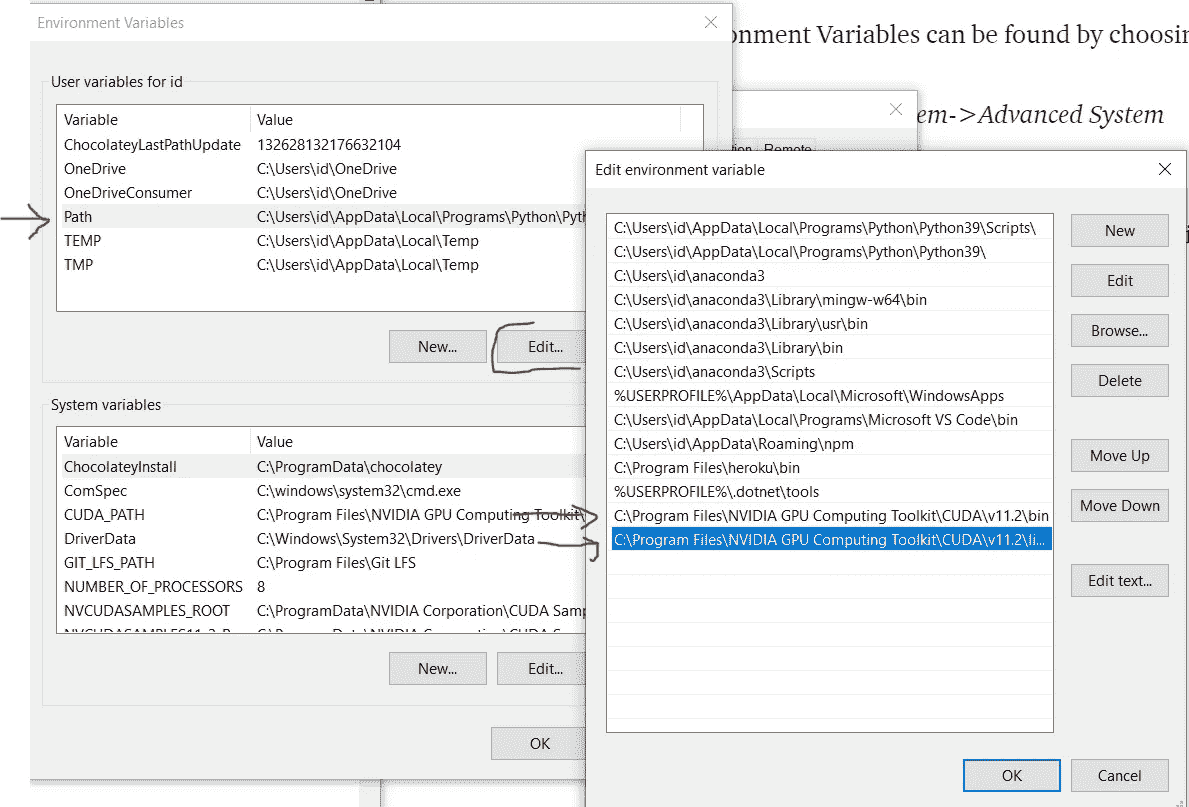 Environment Variables
User variables for id
Variable Value
ChocolateyLastPathUpdate 132628132176632104
OneDrive C:\Users\id\OneDrive
OneDriveConsumer C:\Users\id\OneDrive
Path C:\Users\id\AppData\Local\Programs\Python\Pyth
TEMP C:\Users\id\AppData\Local\Temp
TMP C:\Users\id\AppData\Local\Temp
New...
Edit...
System variables
Variable Value
ChocolateyInstall C:\ProgramData\chocolatey
ComSpec C:\windows\system32\cmd.exe
CUDA_PATH C:\Program Files\NVIDIA GPU Computing Toolkit\
DriverData C:\Windows\System32\Drivers\DriverData
GIT_LFS_PATH C:\Program Files\Git LFS
NUMBER_OF_PROCESSORS 8
NVCUDASAMPLES_ROOT C:\ProgramData\NVIDIA Corporation\CUDA Samp
New...
Edit...
OK
onment Variables can be found by choosin
em->Advanced System
Remote
Edit environment variable
C:\Users\id\AppData\Local\Programs\Python\Python39\Scripts\
C:\Users\id\AppData\Local\Programs\Python\Python39\
C:\Users\id\anaconda3
C:\Users\id\anaconda3\Library\mingw-w64\bin
C:\Users\id\anaconda3\Library\usr\bin
C:\Users\id\anaconda3\Library\bin
C:\Users\id\anaconda3\Scripts
%USERPROFILE%\AppData\Local\Microsoft\WindowsApps
C:\Users\id\AppData\Local\Programs\Microsoft VS Code\bin
C:\Users\id\AppData\Roaming\npm
C:\Program Files\heroku\bin
%USERPROFILE%\.dotnet\tools
C:\Program Files\NVIDIA GPU Computing Toolkit\CUDA\v11.2\bin
C:\Program Files\NVIDIA GPU Computing Toolkit\CUDA\v11.2\li...
New
Edit
Browse...
Delete
Move Up
Move Down
Edit text...
OK
Cancel